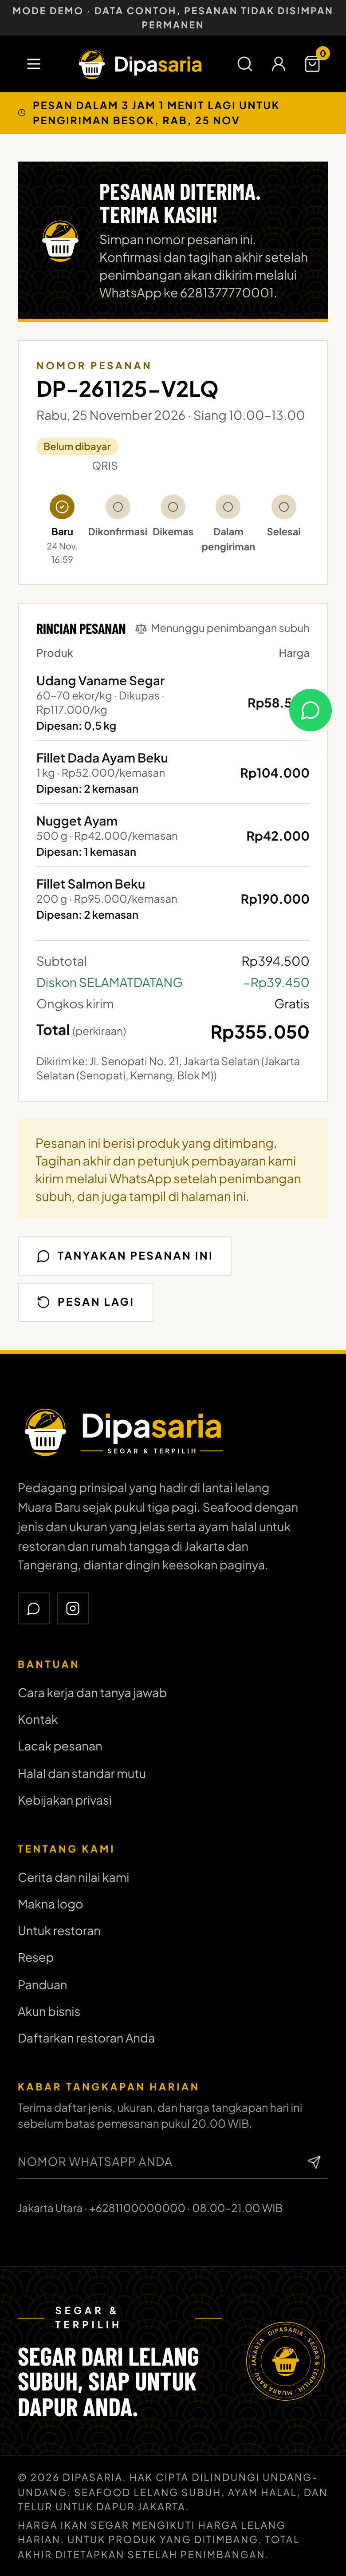 MODE DEMO · DATA CONTOH, PESANAN TIDAK DISIMPAN
PERMANEN
Dipasaria
0
PESAN DALAM 3 JAM 1 MENIT LAGI UNTUK
PENGIRIMAN BESOK, RAB, 25 NOV
PESANAN DITERIMA.
TERIMA KASIH!
Simpan nomor pesanan ini.
Konfirmasi dan tagihan akhir setelah
penimbangan akan dikirim melalui
WhatsApp ke 6281377770001.
NOMOR PESANAN
DP-261125-V2LQ
Rabu, 25 November 2026 · Siang 10.00–13.00
Belum dibayar
QRIS
Baru
Dikonfirmasi
Dikemas
Dalam
pengiriman
Selesai
24 Nov,
16.59
RINCIAN PESANAN
Menunggu penimbangan subuh
Produk
Harga
Udang Vaname Segar
60–70 ekor/kg · Dikupas ·
Rp117.000/kg
Dipesan: 0,5 kg
Fillet Dada Ayam Beku
1 kg · Rp52.000/kemasan
Dipesan: 2 kemasan
Rp104.000
Nugget Ayam
500 g · Rp42.000/kemasan
Dipesan: 1 kemasan
Rp42.000
Fillet Salmon Beku
200 g · Rp95.000/kemasan
Dipesan: 2 kemasan
Rp190.000
Subtotal
Rp394.500
Diskon SELAMATDATANG
−Rp39.450
Ongkos kirim
Gratis
Total (perkiraan)
Rp355.050
Dikirim ke: Jl. Senopati No. 21, Jakarta Selatan (Jakarta
Selatan (Senopati, Kemang, Blok M))
Pesanan ini berisi produk yang ditimbang.
Tagihan akhir dan petunjuk pembayaran kami
kirim melalui WhatsApp setelah penimbangan
subuh, dan juga tampil di halaman ini.
TANYAKAN PESANAN INI
PESAN LAGI
Dipasaria
SEGAR & TERPILIH
Pedagang prinsipal yang hadir di lantai lelang
Muara Baru sejak pukul tiga pagi. Seafood dengan
jenis dan ukuran yang jelas serta ayam halal untuk
restoran dan rumah tangga di Jakarta dan
Tangerang, diantar dingin keesokan paginya.
BANTUAN
Cara kerja dan tanya jawab
Kontak
Lacak pesanan
Halal dan standar mutu
Kebijakan privasi
TENTANG KAMI
Cerita dan nilai kami
Makna logo
Untuk restoran
Resep
Panduan
Akun bisnis
Daftarkan restoran Anda
KABAR TANGKAPAN HARIAN
Terima daftar jenis, ukuran, dan harga tangkapan hari ini
sebelum batas pemesanan pukul 20.00 WIB.
NOMOR WHATSAPP ANDA
Jakarta Utara · +6281100000000 · 08.00–21.00 WIB
SEGAR &
TERPILIH
SEGAR DARI LELANG
SUBUH, SIAP UNTUK
DAPUR ANDA.
DIPASARIA · SEGAR & TERPILIH · MUARA BARU · JAKARTA
© 2026 DIPASARIA. HAK CIPTA DILINDUNGI UNDANG-
UNDANG. SEAFOOD LELANG SUBUH, AYAM HALAL, DAN
TELUR UNTUK DAPUR JAKARTA.
HARGA IKAN SEGAR MENGIKUTI HARGA LELANG
HARIAN. UNTUK PRODUK YANG DITIMBANG, TOTAL
AKHIR DITETAPKAN SETELAH PENIMBANGAN.